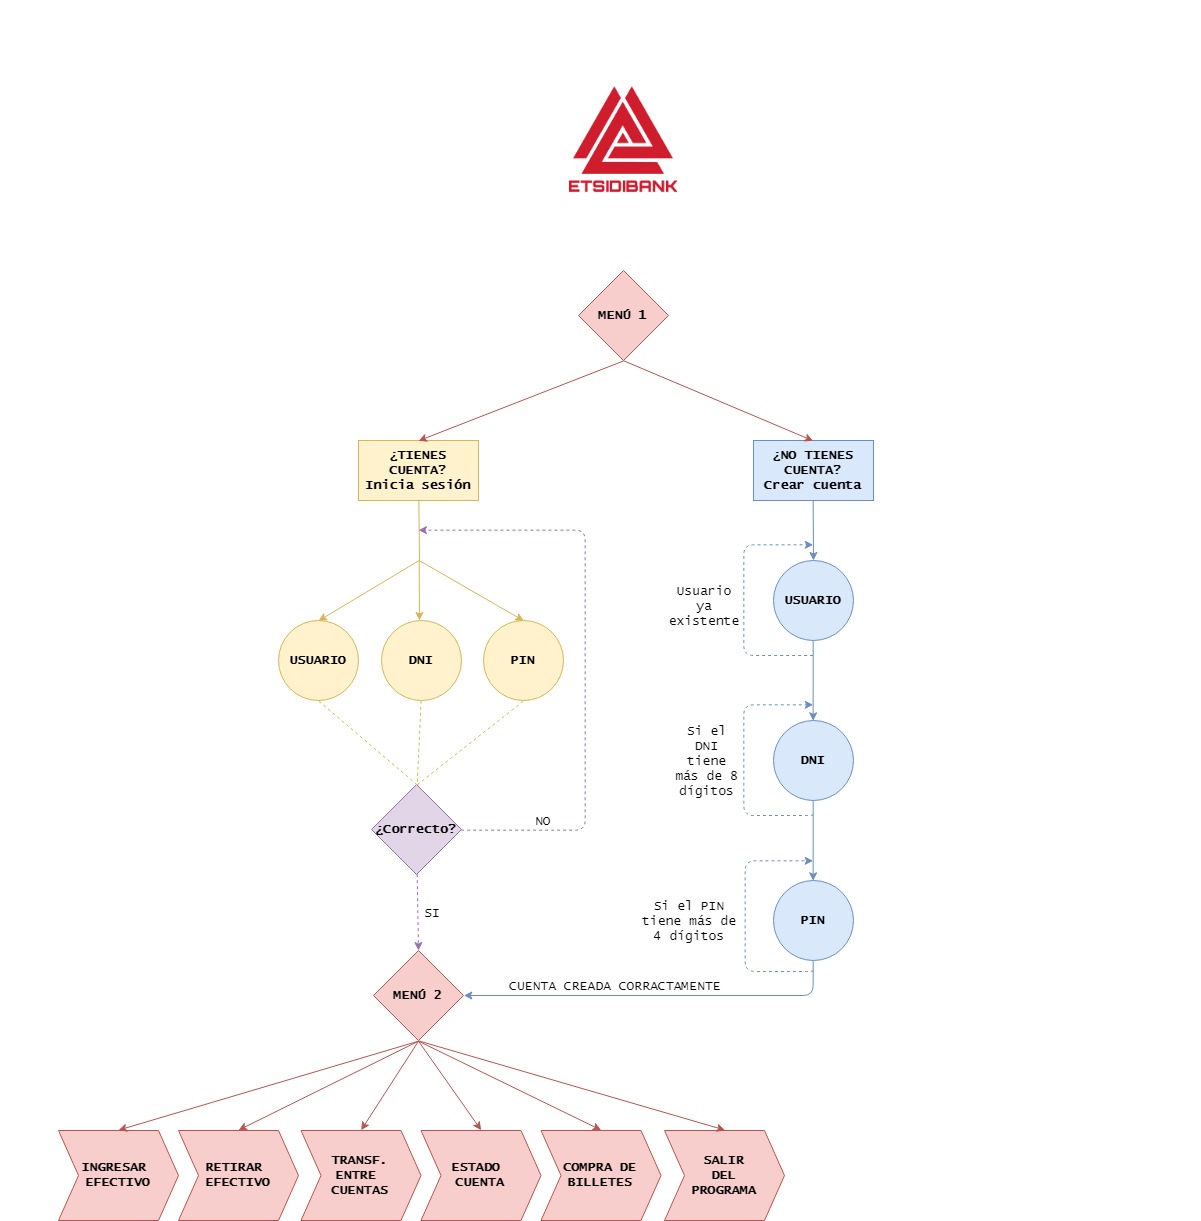 ETSIDIBANK
MENÚ 1
¿TIENES
CUENTA?
Inicia sesión
¿NO TIENES
CUENTA?
Crear cuenta
USUARIO
DNI
PIN
¿Correcto?
NO
SI
Usuario
ya
existente
USUARIO
Si el
DNI
tiene
más de 8
dígitos
DNI
Si el PIN
tiene más de
4 dígitos
PIN
CUENTA CREADA CORRACTAMENTE
MENÚ 2
INGRESAR
EFECTIVO
RETIRAR
EFECTIVO
TRANSF.
ENTRE
CUENTAS
ESTADO
CUENTA
COMPRA DE
BILLETES
SALIR
DEL
PROGRAMA